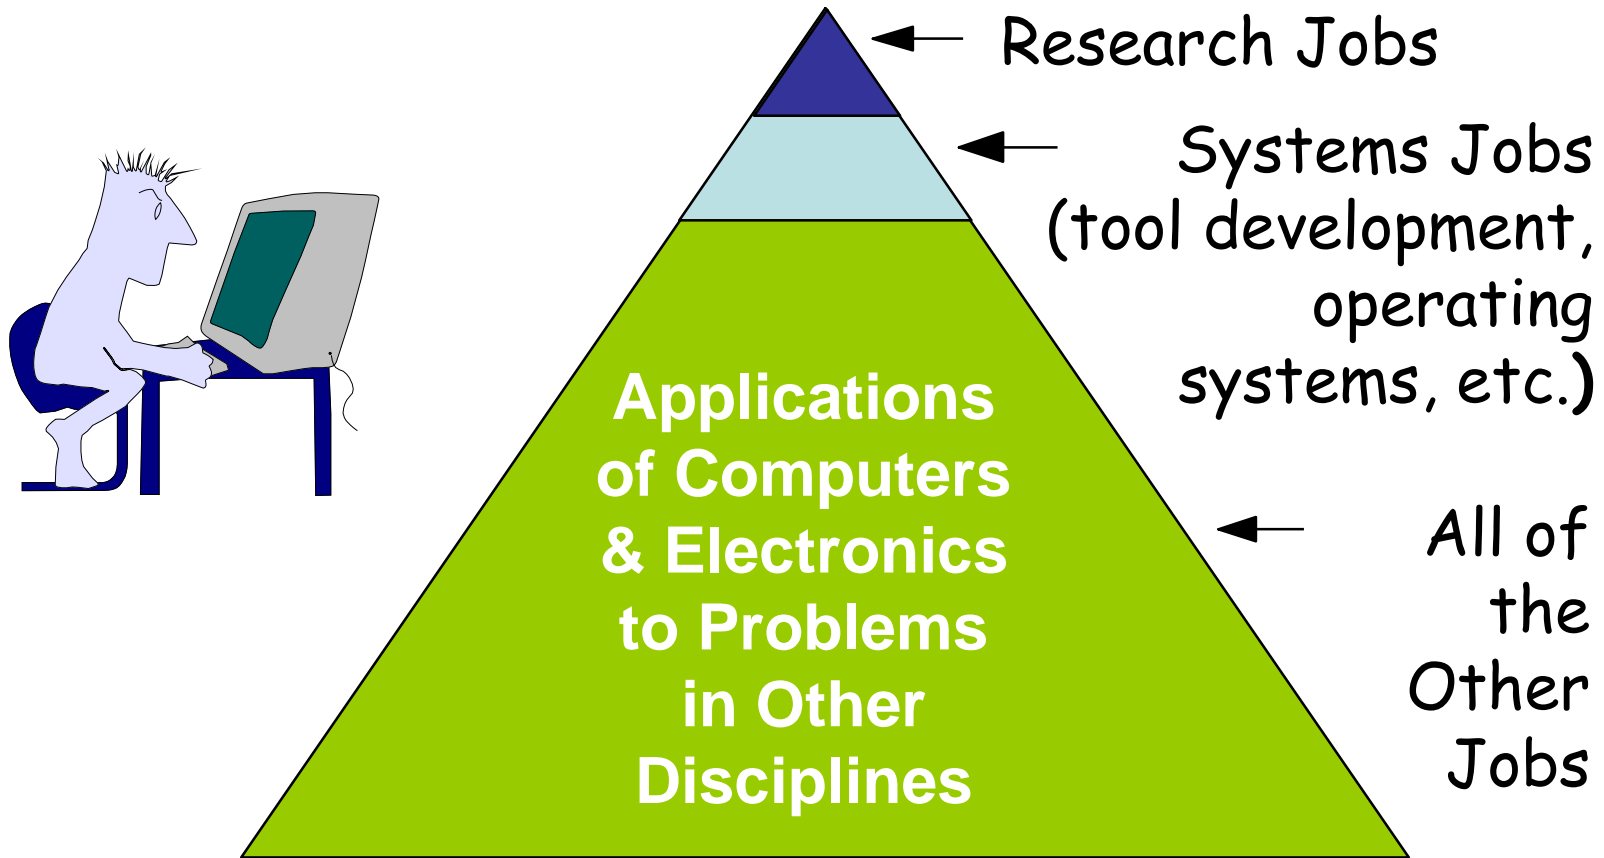 Research Jobs
Systems Jobs
(tool development,
operating
systems, etc.)
Applications
of Computers
& Electronics
to Problems
in Other
Disciplines
All of
the
Other
Jobs